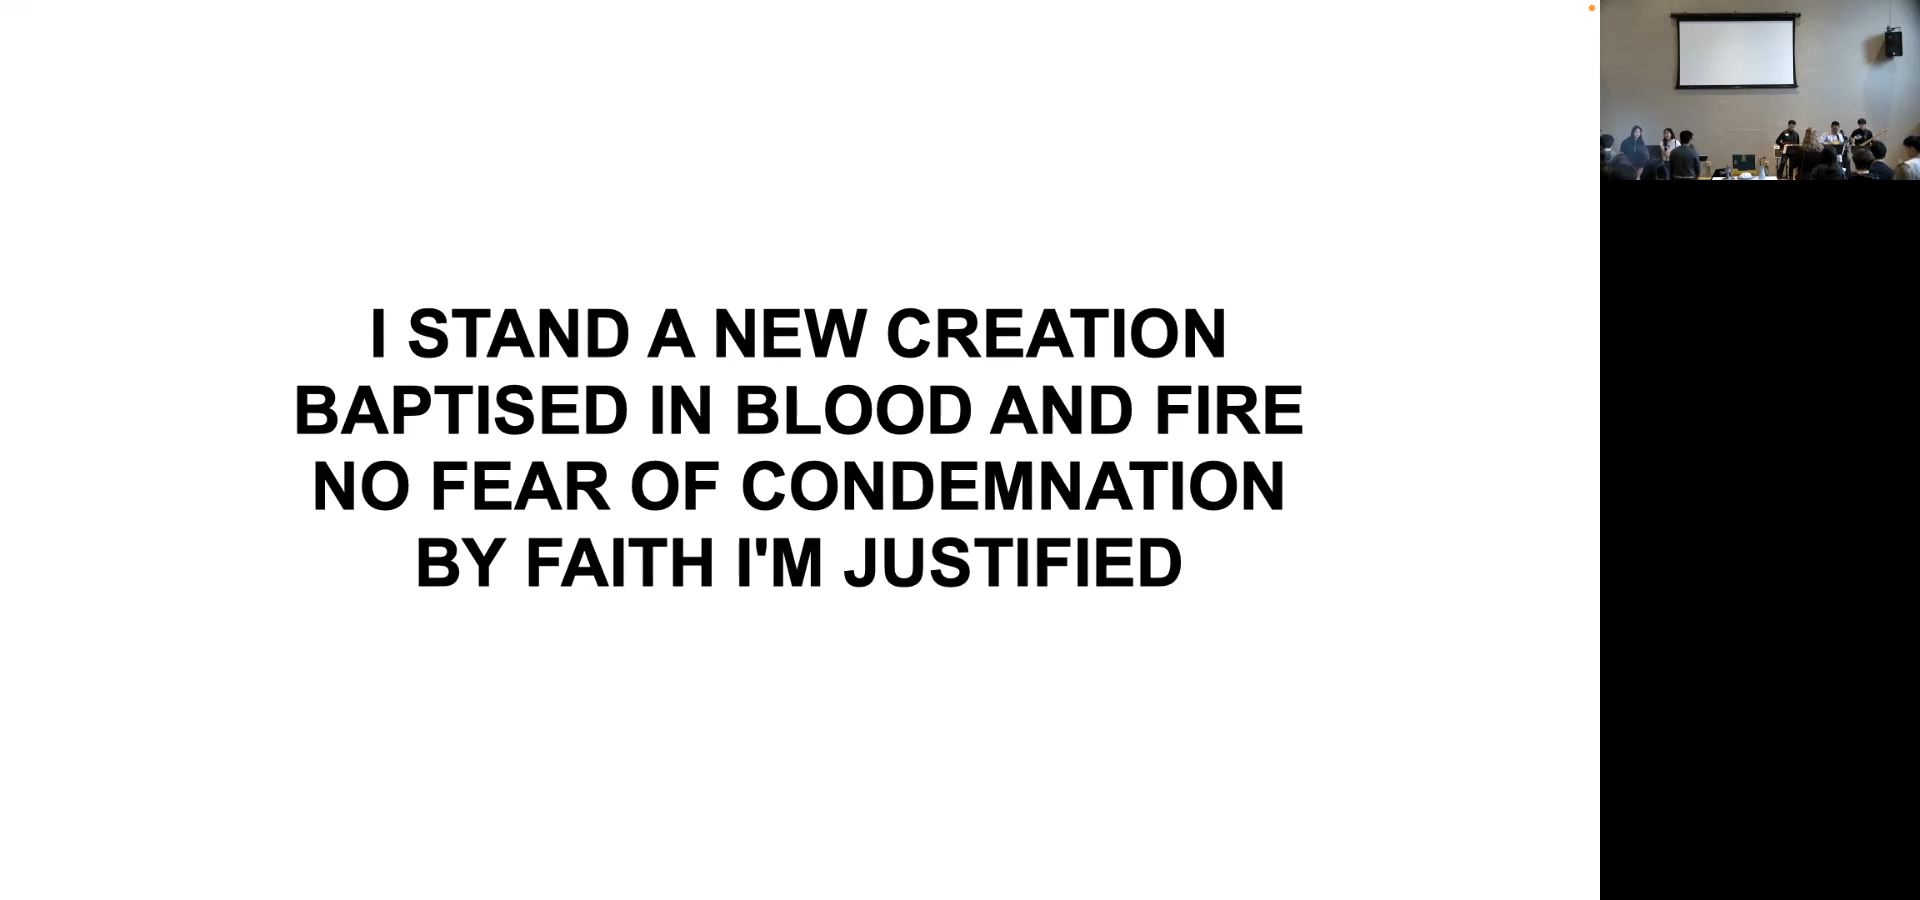 I STAND A NEW CREATION
BAPTISED IN BLOOD AND FIRE
NO FEAR OF CONDEMNATION
BY FAITH I'M JUSTIFIED